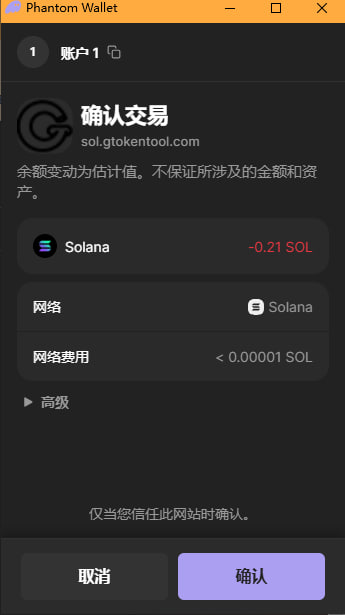 Phantom Wallet
1 账户 1
确认交易
sol.gtokentool.com
余额变动为估计值。不保证所涉及的金额和资
产。
Solana -0.21 SOL
网络 Solana
网络费用 < 0.00001 SOL
高级
仅当您信任此网站时确认。
取消 确认